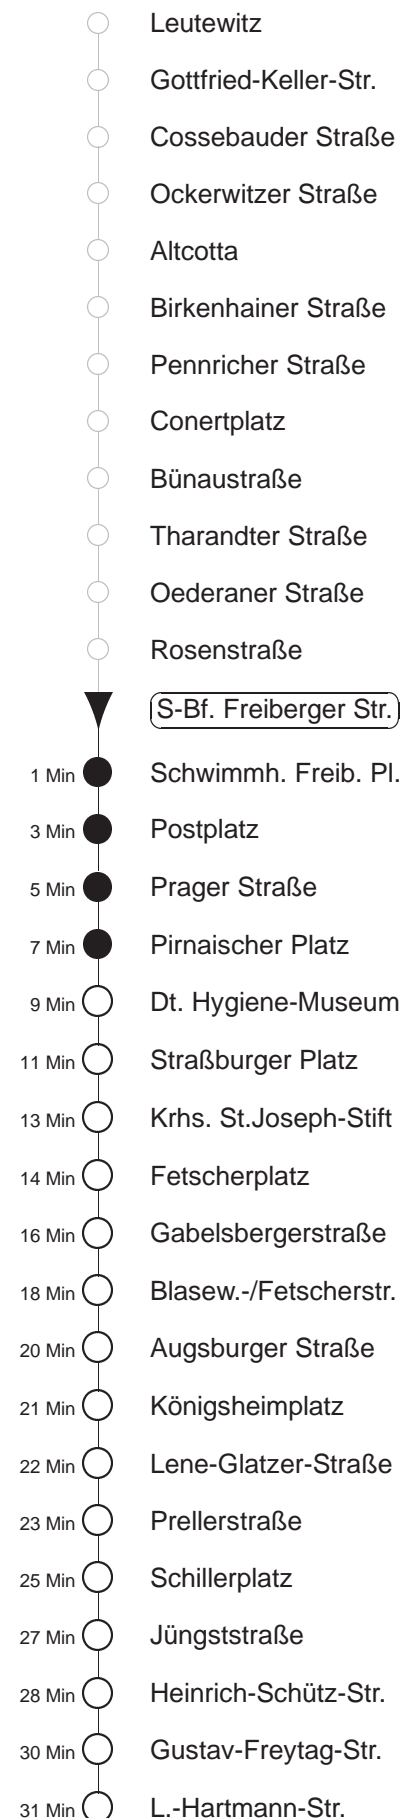 Leutewitz
Gottfried-Keller-Str.
Cossebauder Straße
Ockerwitzer Straße
Altcotta
Birkenhainer Straße
Pennricher Straße
Conertplatz
Bünaustraße
Tharandter Straße
Oederaner Straße
Rosenstraße
S-Bf. Freiberger Str.
1 Min Schwimmh. Freib. Pl.
3 Min Postplatz
5 Min Prager Straße
7 Min Pirnaischer Platz
9 Min Dt. Hygiene-Museum
11 Min Straßburger Platz
13 Min Krhs. St.Joseph-Stift
14 Min Fetscherplatz
16 Min Gabelsbergerstraße
18 Min Blasew.-/Fetscherstr.
20 Min Augsburger Straße
21 Min Königsheimplatz
22 Min Lene-Glatzer-Straße
23 Min Prellerstraße
25 Min Schillerplatz
27 Min Jüngststraße
28 Min Heinrich-Schütz-Str.
30 Min Gustav-Freytag-Str.
31 Min L.-Hartmann-Str.